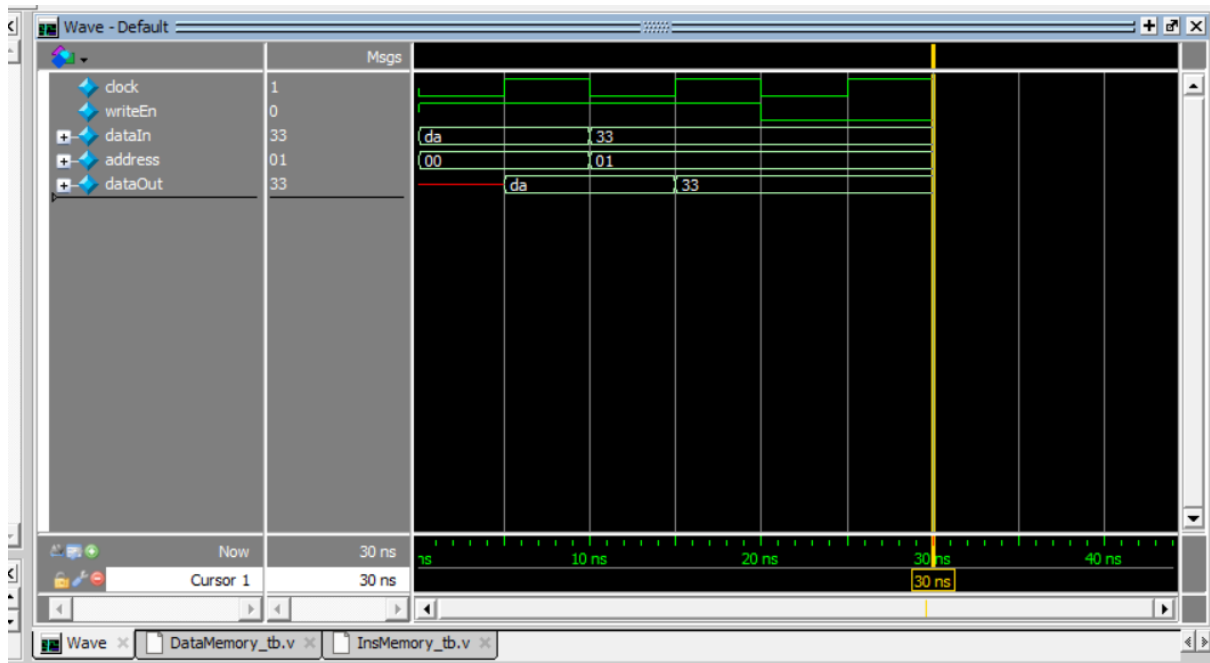 Wave - Default
Msgs
clock 1
writeEn 0
dataIn 33 da 33
address 01 00 01
dataOut 33 da 33
Now 30 ns ns 10 ns 20 ns 30 ns 40 ns
Cursor 1 30 ns 30 ns
Wave DataMemory_tb.v InsMemory_tb.v